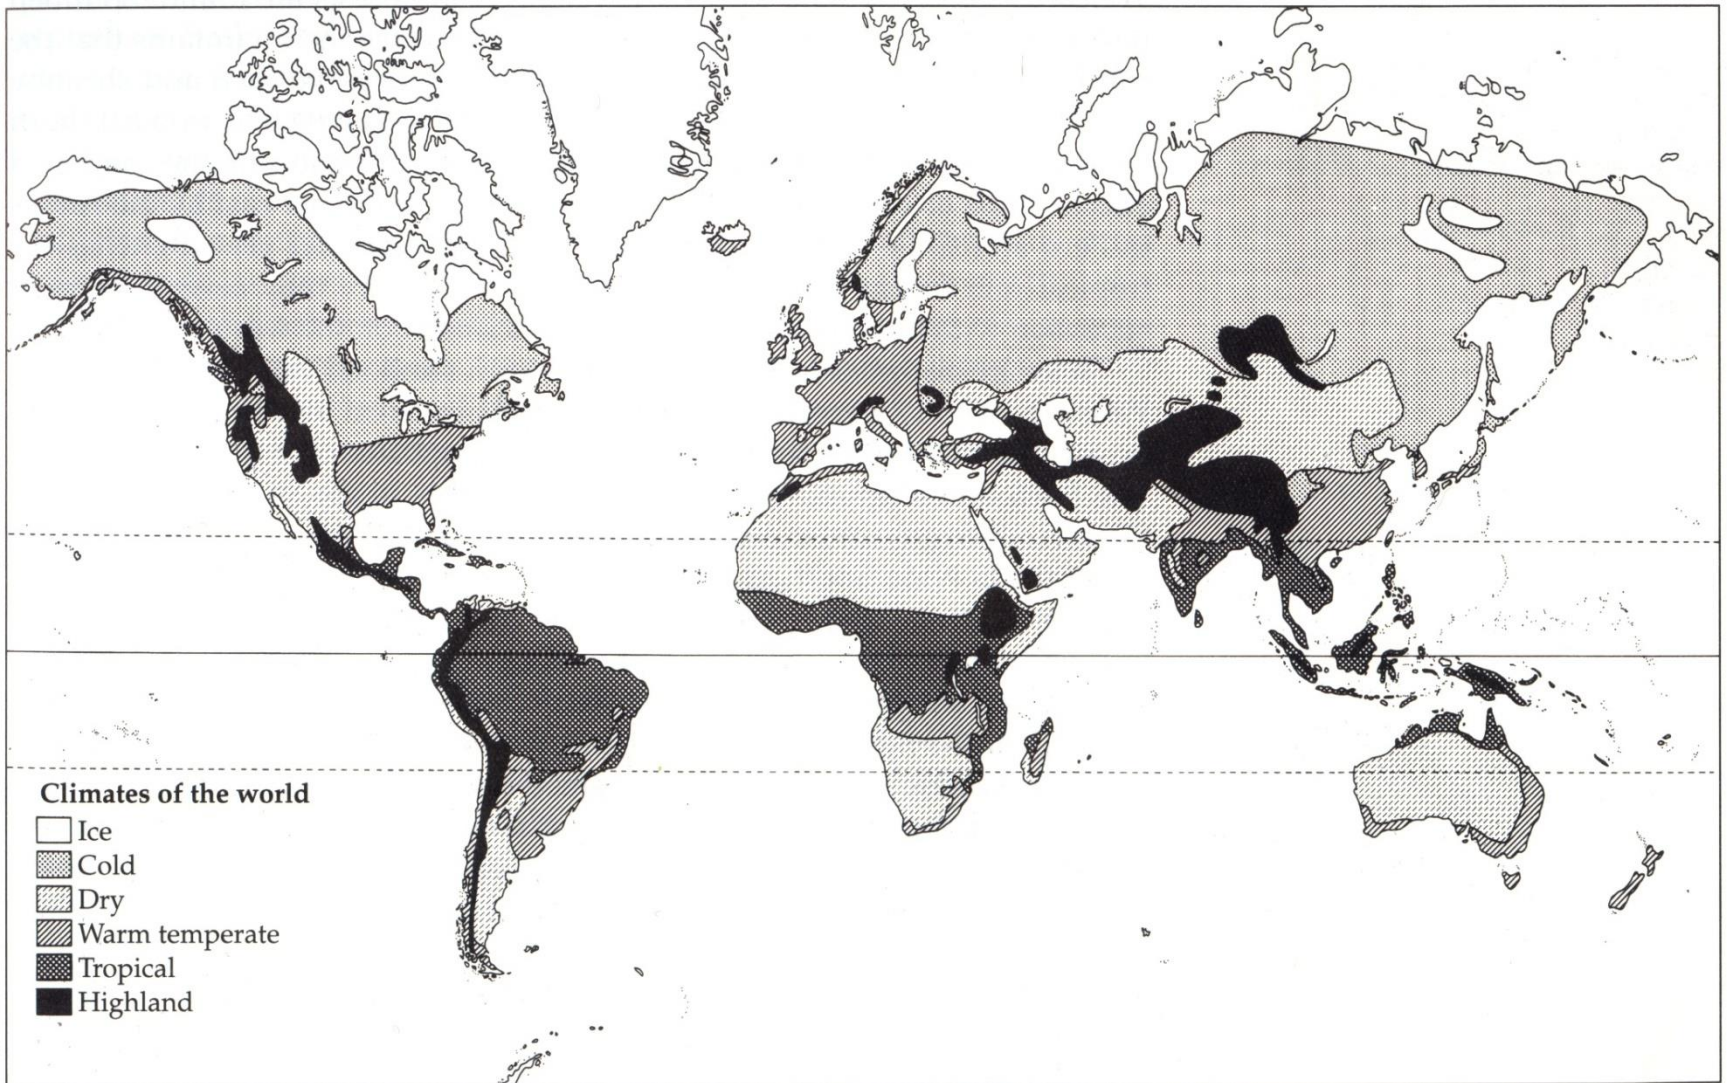 Climates of the world
Ice
Cold
Dry
Warm temperate
Tropical
Highland